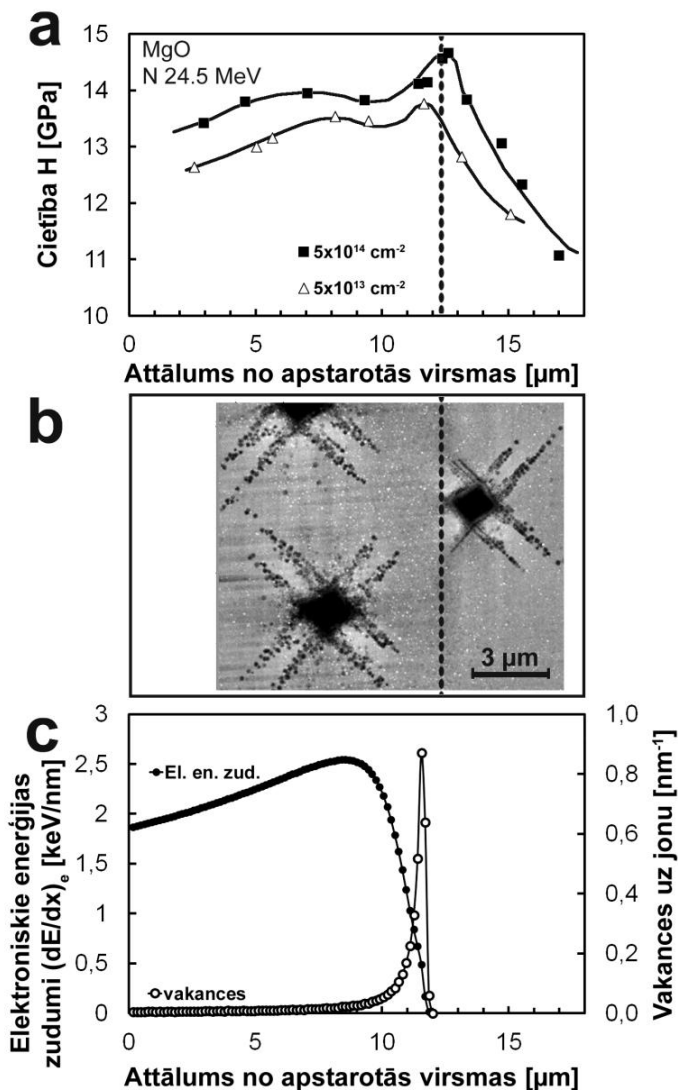 a
MgO
N 24.5 MeV
Cietība H [GPa]
15
14
13
12
11
10
■ 5x10¹⁴ cm⁻²
△ 5x10¹³ cm⁻²
0 5 10 15
Attālums no apstarotās virsmas [µm]
b
3 µm
c
Elektroniskie enerģijas
zudumi (dE/dx)ₑ [keV/nm]
3
2,5
2
1,5
1
0,5
0
El. en. zud.
vakances
1,0
0,8
0,6
0,4
0,2
0,0
Vakances uz jonu [nm⁻¹]
0 5 10 15
Attālums no apstarotās virsmas [µm]